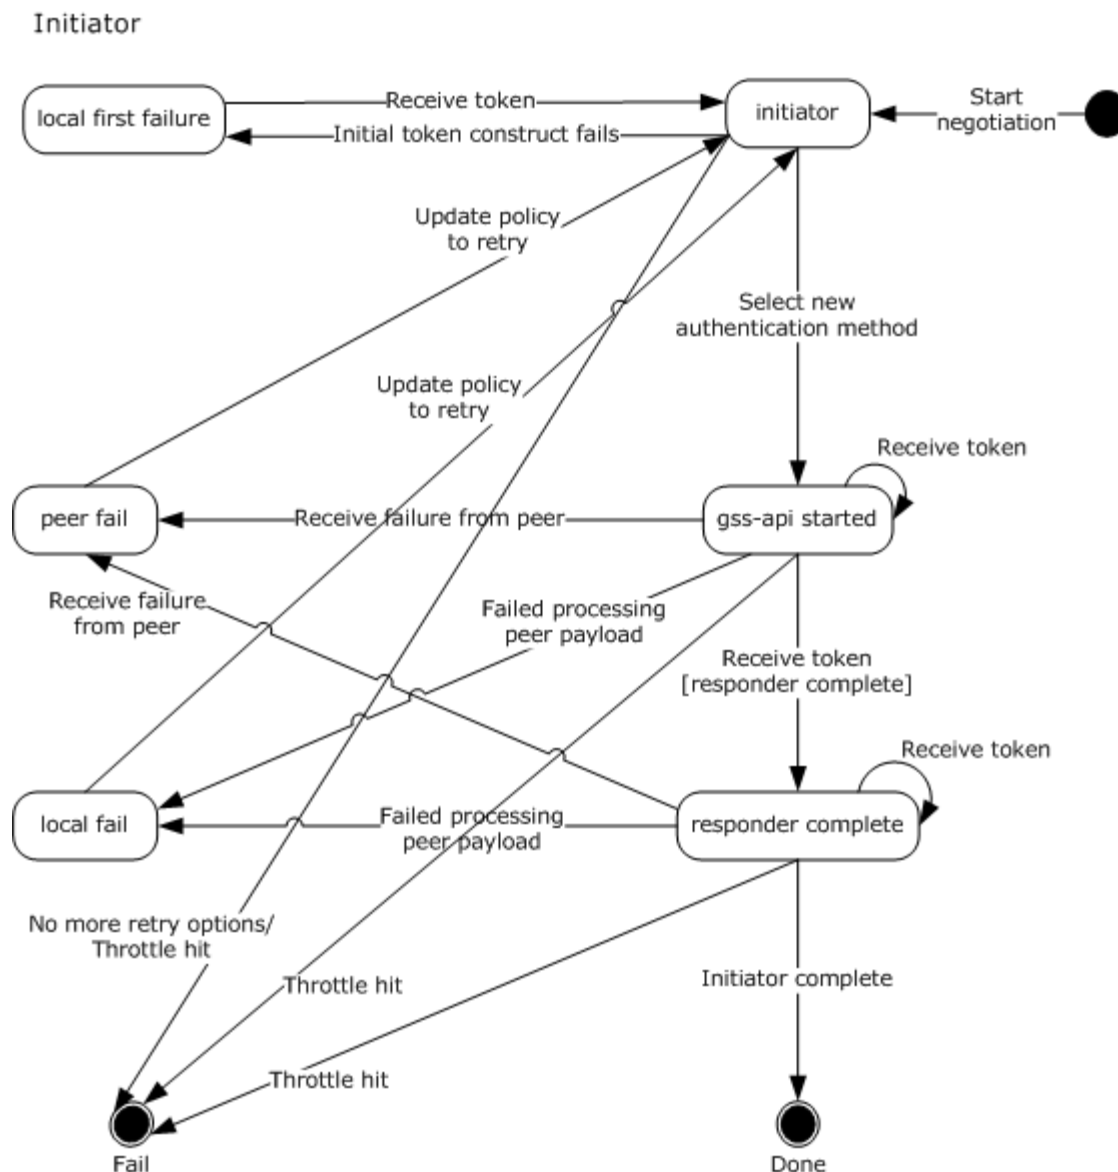 Initiator
local first failure
Receive token
Initial token construct fails
initiator
Start
negotiation
Update policy
to retry
Select new
authentication method
Update policy
to retry
Receive token
peer fail
Receive failure from peer
gss-api started
Receive failure
from peer
Failed processing
peer payload
Receive token
[responder complete]
Receive token
local fail
Failed processing
peer payload
responder complete
No more retry options/
Throttle hit
Throttle hit
Initiator complete
Throttle hit
Fail
Done